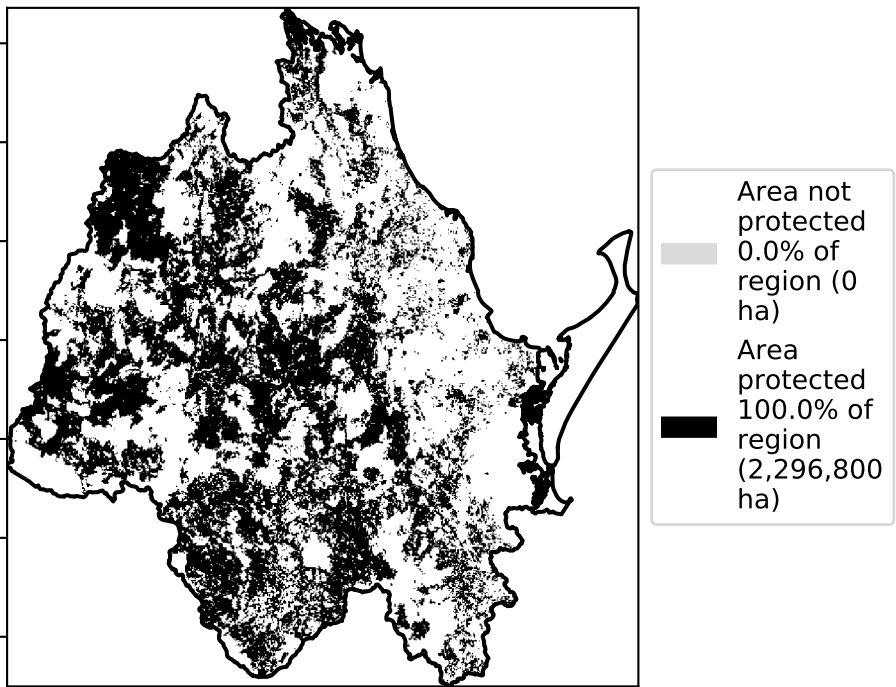 Area not
protected
0.0% of
region (0
ha)
Area
protected
100.0% of
region
(2,296,800
ha)